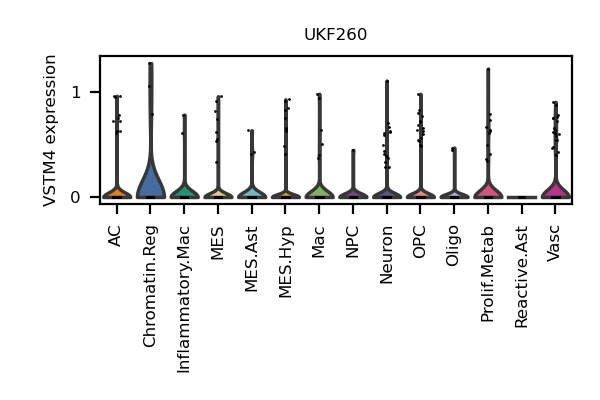 UKF260
VSTM4 expression
1
0
AC
Chromatin.Reg
Inflammatory.Mac
MES
MES.Ast
MES.Hyp
Mac
NPC
Neuron
OPC
Oligo
Prolif.Metab
Reactive.Ast
Vasc